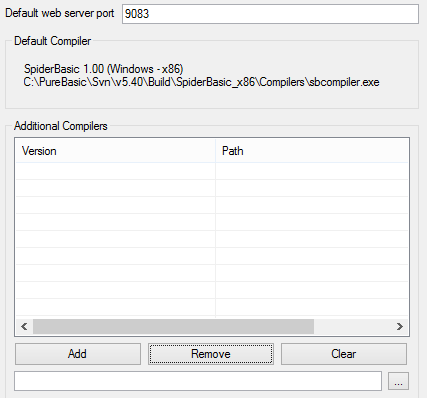 Default web server port 9083
Default Compiler
SpiderBasic 1.00 (Windows - x86)
C:\PureBasic\Svn\v5.40\Build\SpiderBasic_x86\Compilers\sbcompiler.exe
Additional Compilers
Version Path
Add Remove Clear
...